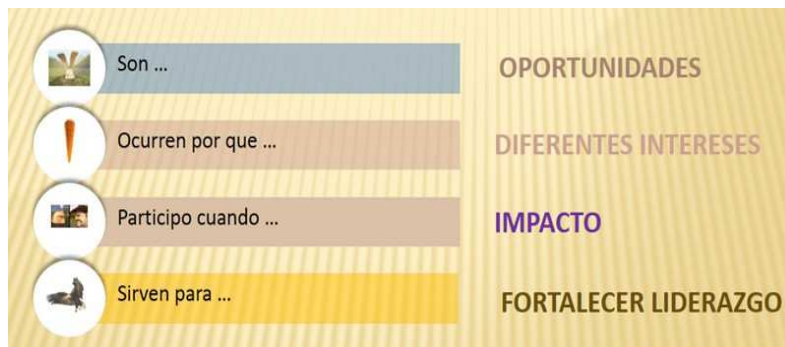 Son ... OPORTUNIDADES
Ocurren por que ... DIFERENTES INTERESES
Participo cuando ... IMPACTO
Sirven para ... FORTALECER LIDERAZGO